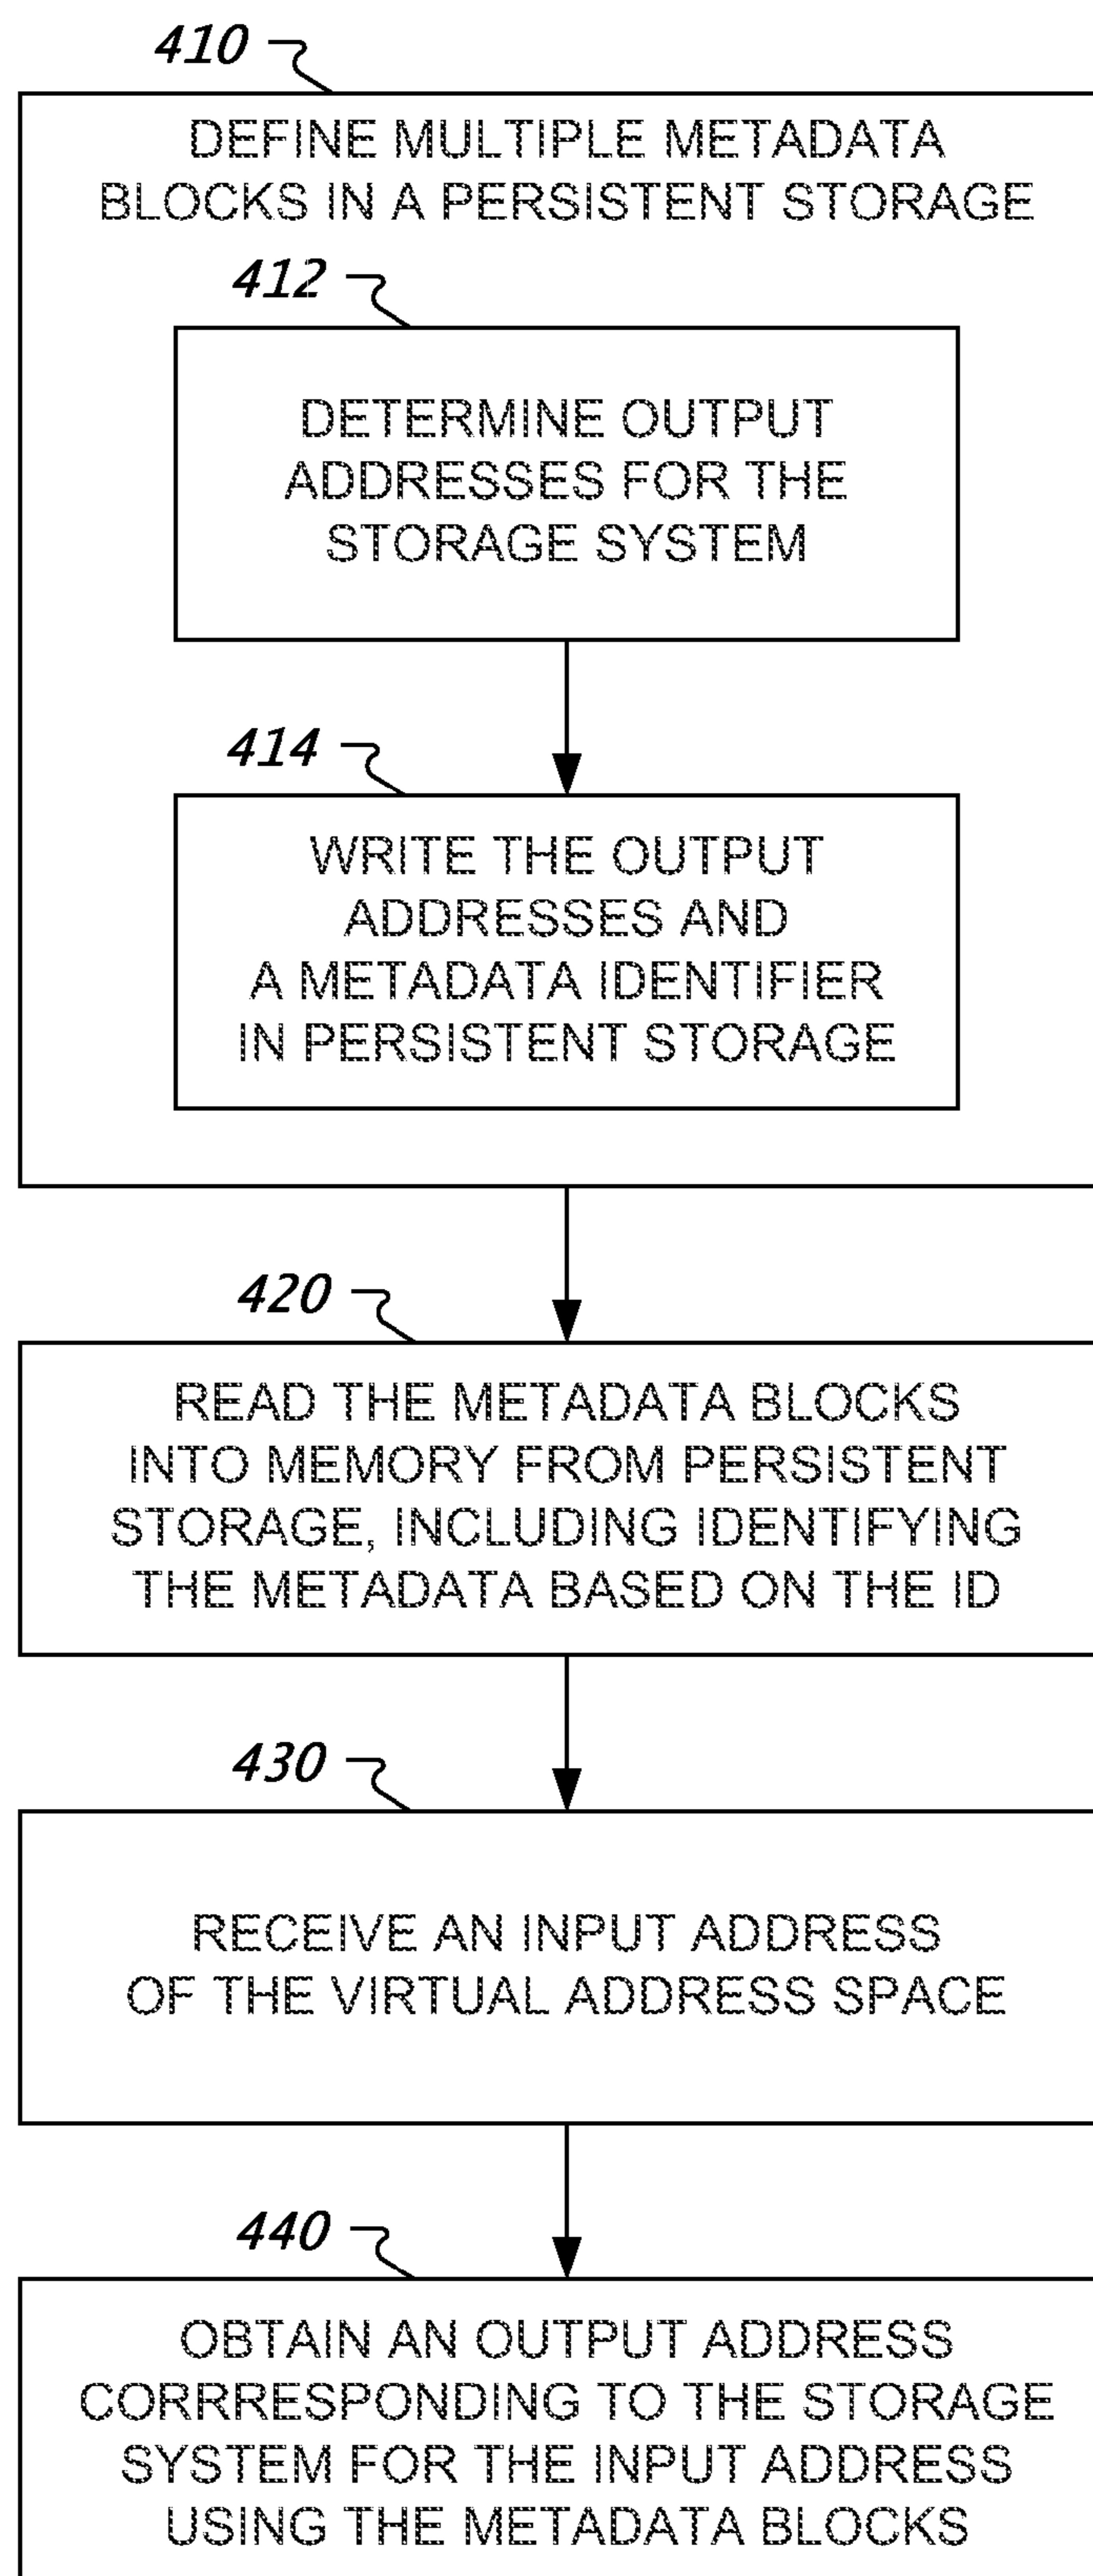 410
DEFINE MULTIPLE METADATA
BLOCKS IN A PERSISTENT STORAGE
412
DETERMINE OUTPUT
ADDRESSES FOR THE
STORAGE SYSTEM
414
WRITE THE OUTPUT
ADDRESSES AND
A METADATA IDENTIFIER
IN PERSISTENT STORAGE
420
READ THE METADATA BLOCKS
INTO MEMORY FROM PERSISTENT
STORAGE, INCLUDING IDENTIFYING
THE METADATA BASED ON THE ID
430
RECEIVE AN INPUT ADDRESS
OF THE VIRTUAL ADDRESS SPACE
440
OBTAIN AN OUTPUT ADDRESS
CORRRESPONDING TO THE STORAGE
SYSTEM FOR THE INPUT ADDRESS
USING THE METADATA BLOCKS